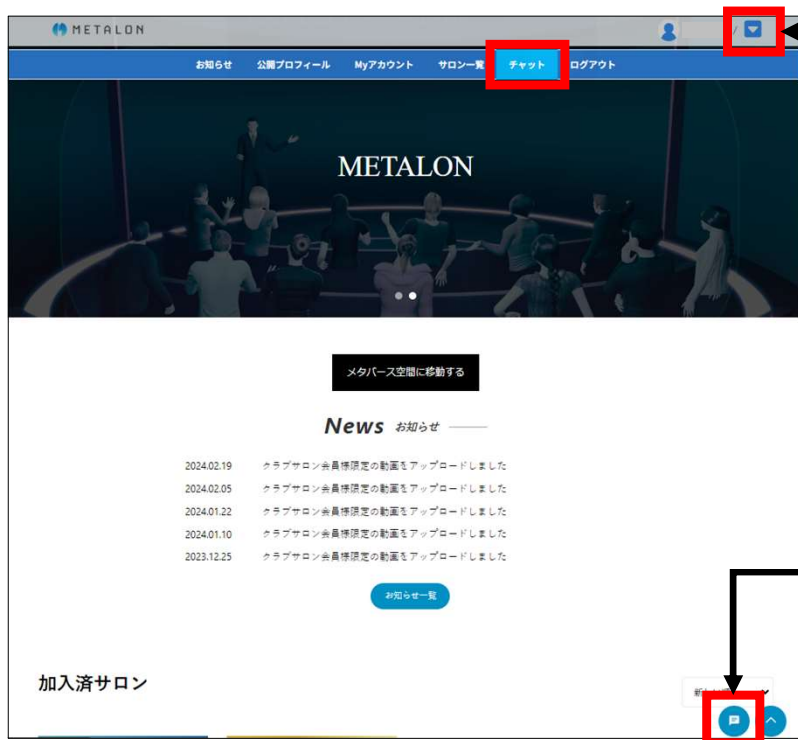 METALON
お知らせ 公開プロフィール Myアカウント サロン一覧 チャット ログアウト
METALON
メタバース空間に移動する
News お知らせ
2024.02.19 クラブサロン会員様限定の動画をアップロードしました
2024.02.05 クラブサロン会員様限定の動画をアップロードしました
2024.01.22 クラブサロン会員様限定の動画をアップロードしました
2024.01.10 クラブサロン会員様限定の動画をアップロードしました
2023.12.25 クラブサロン会員様限定の動画をアップロードしました
お知らせ一覧
加入済サロン